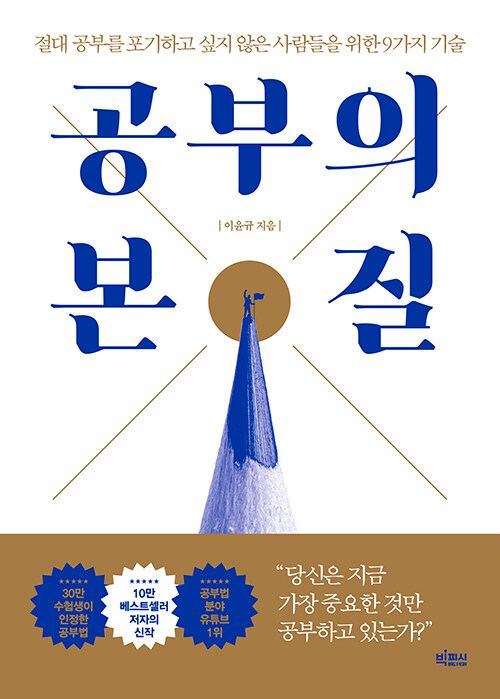 절대 공부를 포기하고 싶지 않은 사람들을 위한 9가지 기술
공부의
| 이윤규 지음 |
본질
★★★★★
30만
수험생이
인정한
공부법
★★★★★
10만
베스트셀러
저자의
신작
★★★★★
공부법
분야
유튜브
1위
“당신은 지금
가장 중요한 것만
공부하고 있는가?”
빅피시
BIG FISH